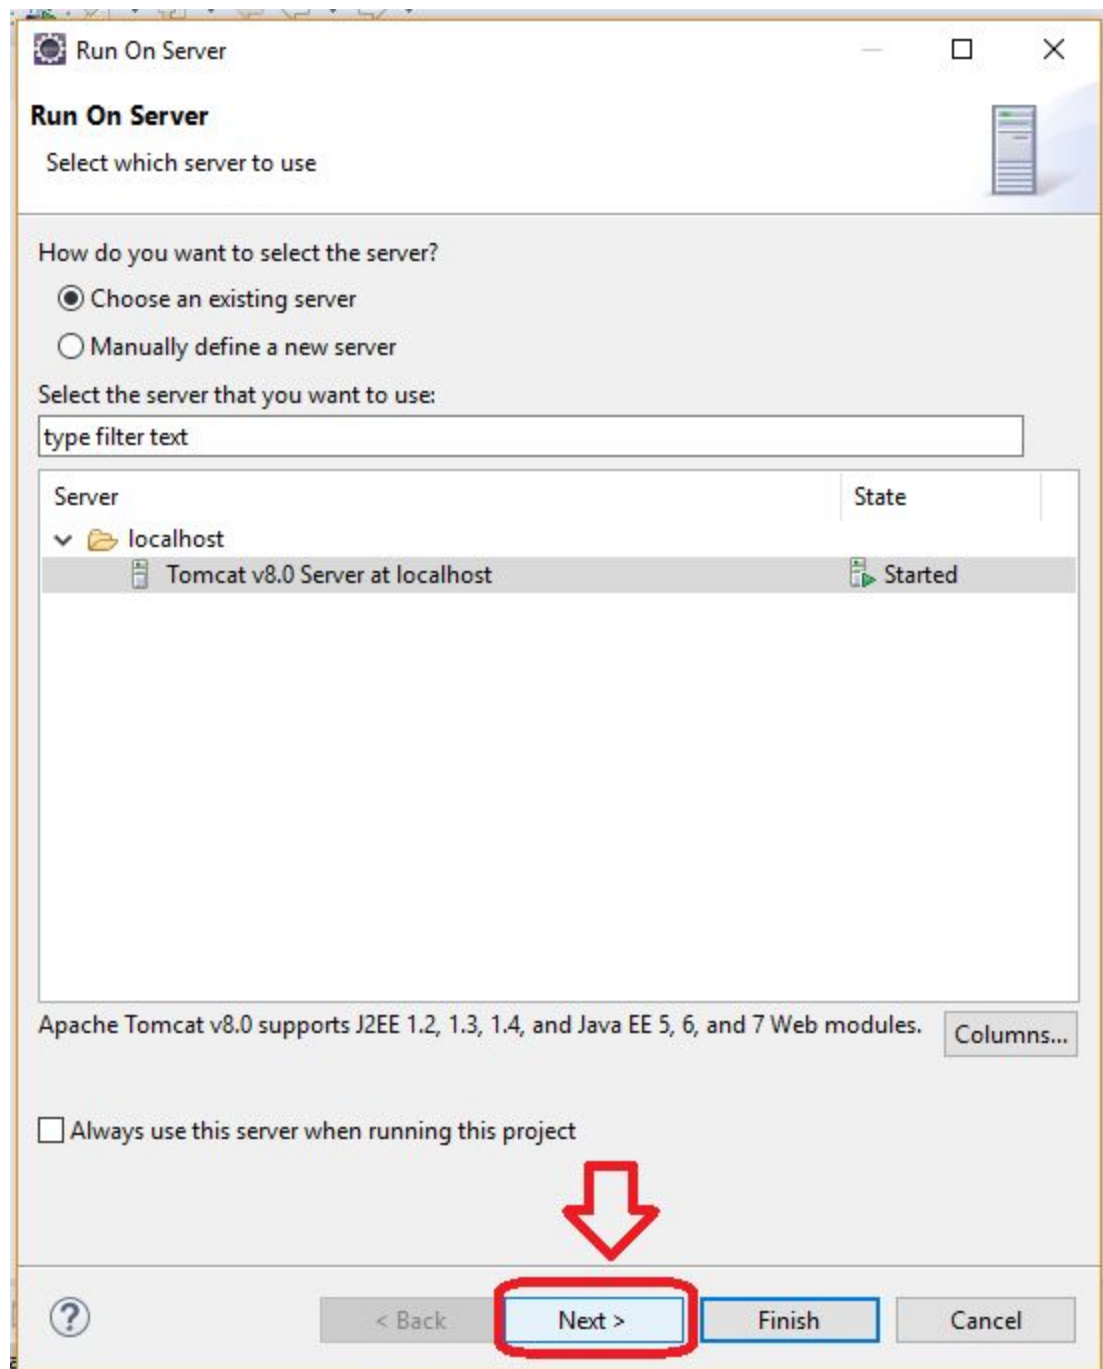 Run On Server
Run On Server
Select which server to use
How do you want to select the server?
Choose an existing server
Manually define a new server
Select the server that you want to use:
type filter text
Server State
localhost
Tomcat v8.0 Server at localhost Started
Apache Tomcat v8.0 supports J2EE 1.2, 1.3, 1.4, and Java EE 5, 6, and 7 Web modules. Columns...
Always use this server when running this project
? < Back Next > Finish Cancel